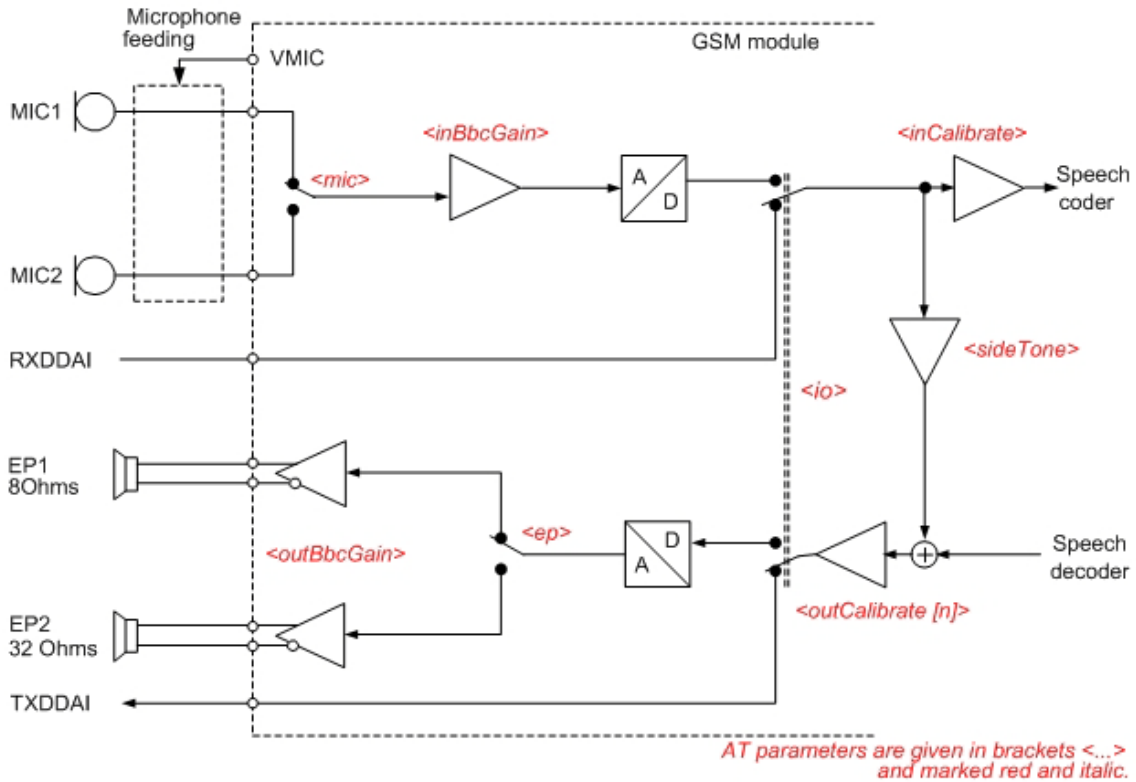 Microphone
feeding
GSM module
VMIC
MIC1
<inBbcGain>
<inCalibrate>
<mic>
A
D
Speech
coder
MIC2
RXDDAI
<sideTone>
<io>
EP1
8Ohms
<ep>
D
A
<outBbcGain>
+
Speech
decoder
<outCalibrate [n]>
EP2
32 Ohms
TXDDAI
AT parameters are given in brackets <...>
and marked red and italic.